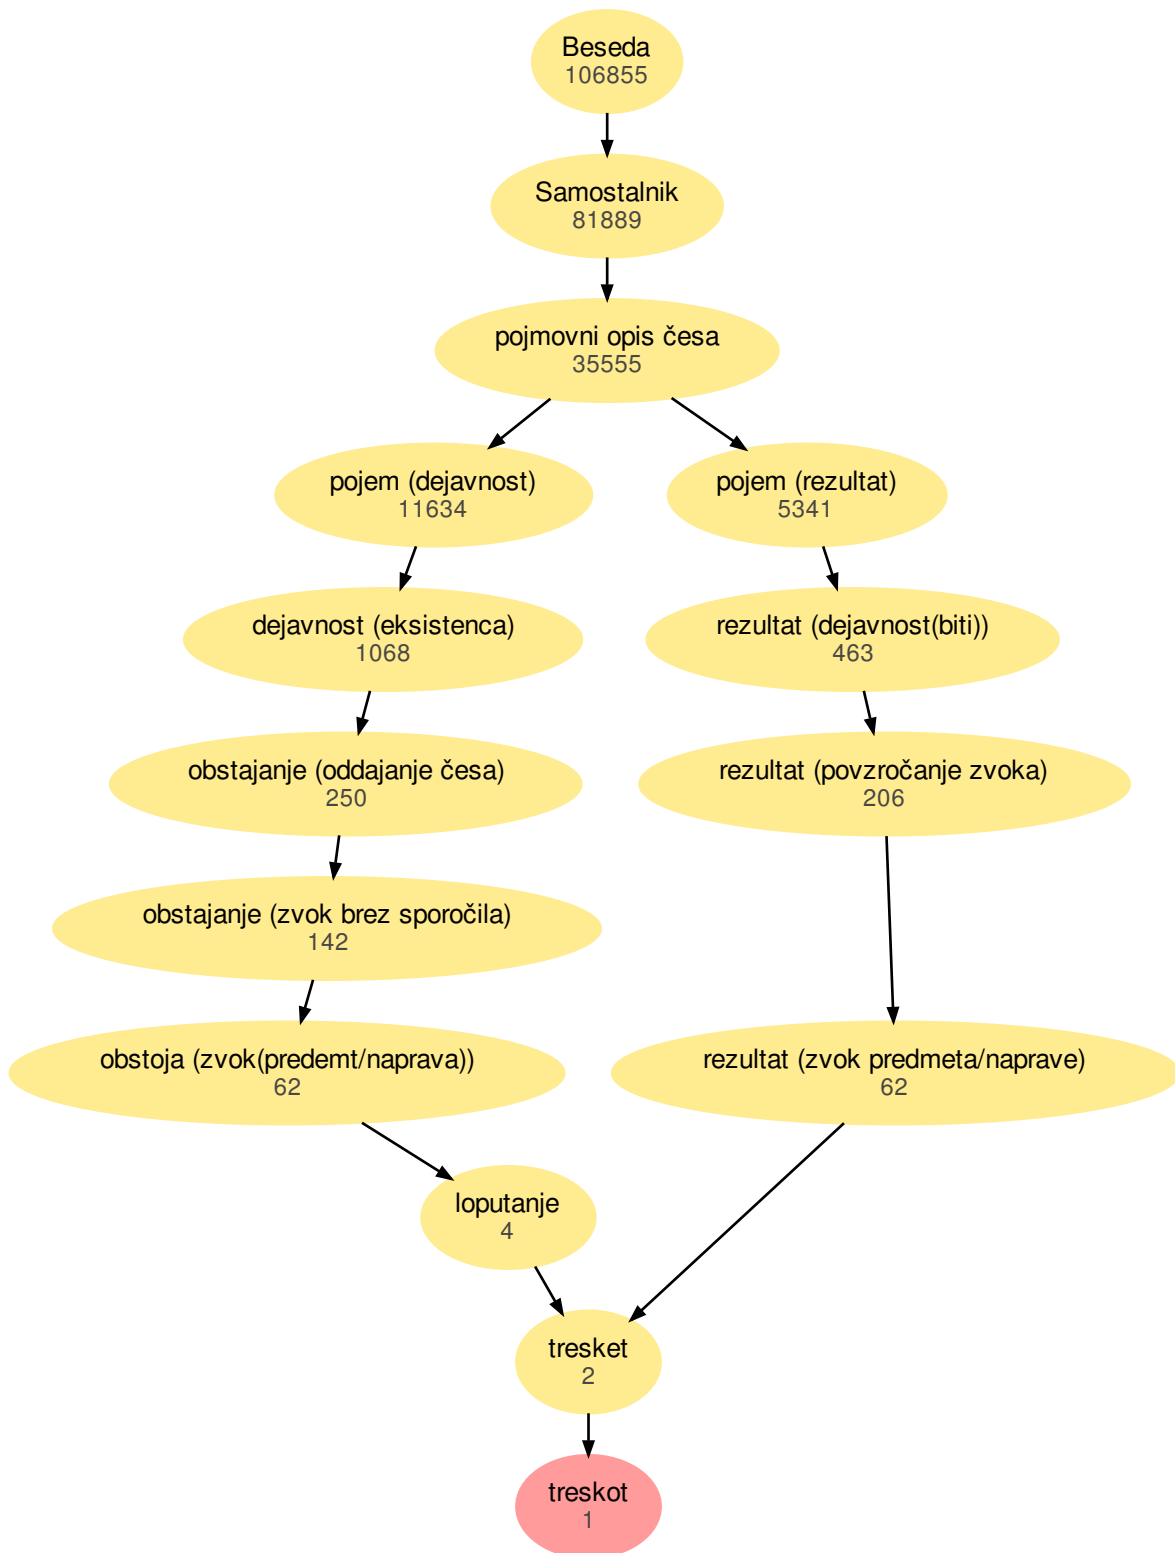 Beseda
106855
Samostalnik
81889
pojmovni opis česa
35555
pojem (dejavnost)
11634
pojem (rezultat)
5341
dejavnost (eksistenca)
1068
rezultat (dejavnost(biti))
463
obstajanje (oddajanje česa)
250
rezultat (povzročanje zvoka)
206
obstajanje (zvok brez sporočila)
142
obstoja (zvok(predemt/naprava))
62
rezultat (zvok predmeta/naprave)
62
loputanje
4
tresket
2
treskot
1